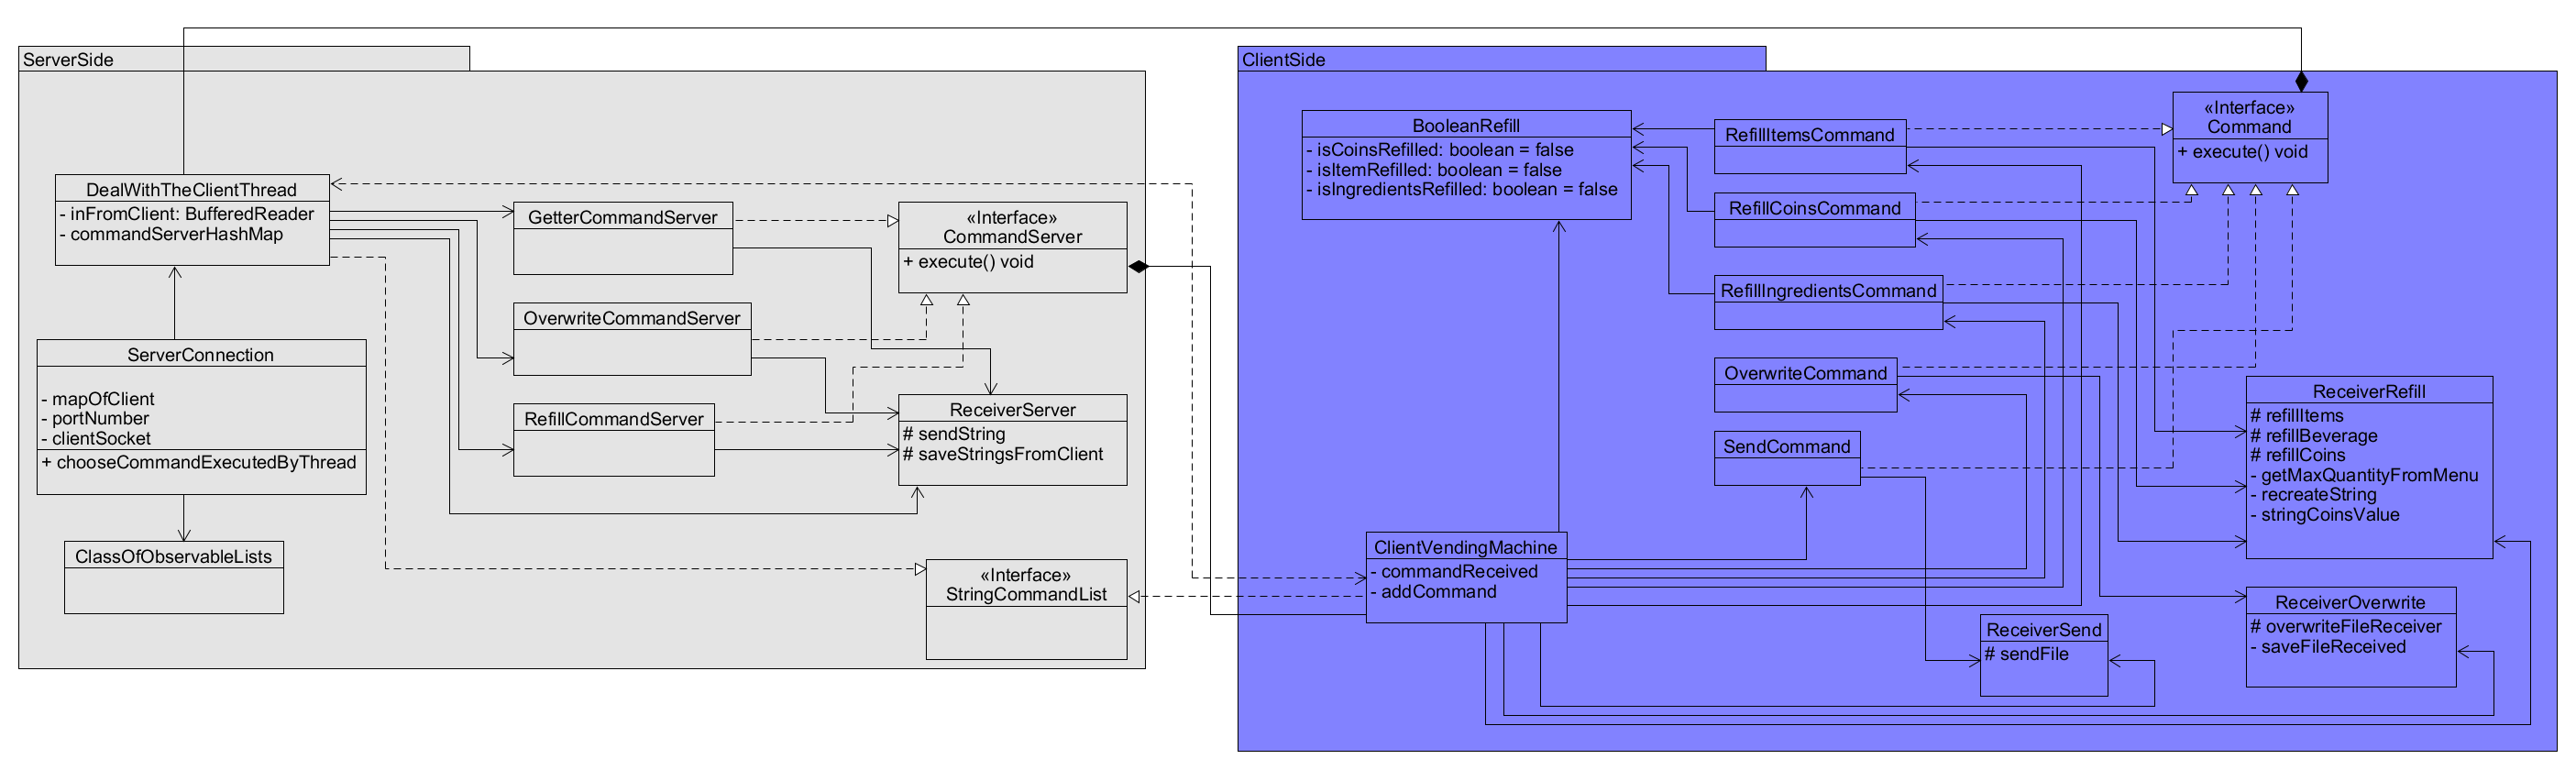 ServerSide
DealWithTheClientThread
- inFromClient: BufferedReader
- commandServerHashMap
GetterCommandServer
«Interface»
CommandServer
+ execute() void
OverwriteCommandServer
ServerConnection
- mapOfClient
- portNumber
- clientSocket
+ chooseCommandExecutedByThread
RefillCommandServer
ReceiverServer
# sendString
# saveStringsFromClient
ClassOfObservableLists
«Interface»
StringCommandList
ClientSide
BooleanRefill
- isCoinsRefilled: boolean = false
- isItemRefilled: boolean = false
- isIngredientsRefilled: boolean = false
RefillItemsCommand
«Interface»
Command
+ execute() void
RefillCoinsCommand
RefillIngredientsCommand
OverwriteCommand
SendCommand
ReceiverRefill
# refillItems
# refillBeverage
# refillCoins
- getMaxQuantityFromMenu
- recreateString
- stringCoinsValue
ClientVendingMachine
- commandReceived
- addCommand
ReceiverSend
# sendFile
ReceiverOverwrite
# overwriteFileReceiver
- saveFileReceived